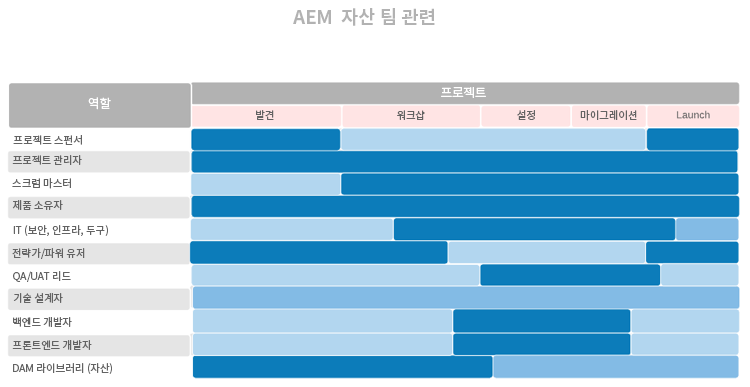 AEM 자산 팀 관련
역할
프로젝트
발견 워크샵 설정 마이그레이션 Launch
프로젝트 스펀서
프로젝트 관리자
스크럼 마스터
제품 소유자
IT (보안, 인프라, 두구)
전략가/파워 유저
QA/UAT 리드
기술 설계자
백엔드 개발자
프론트엔드 개발자
DAM 라이브러리 (자산)